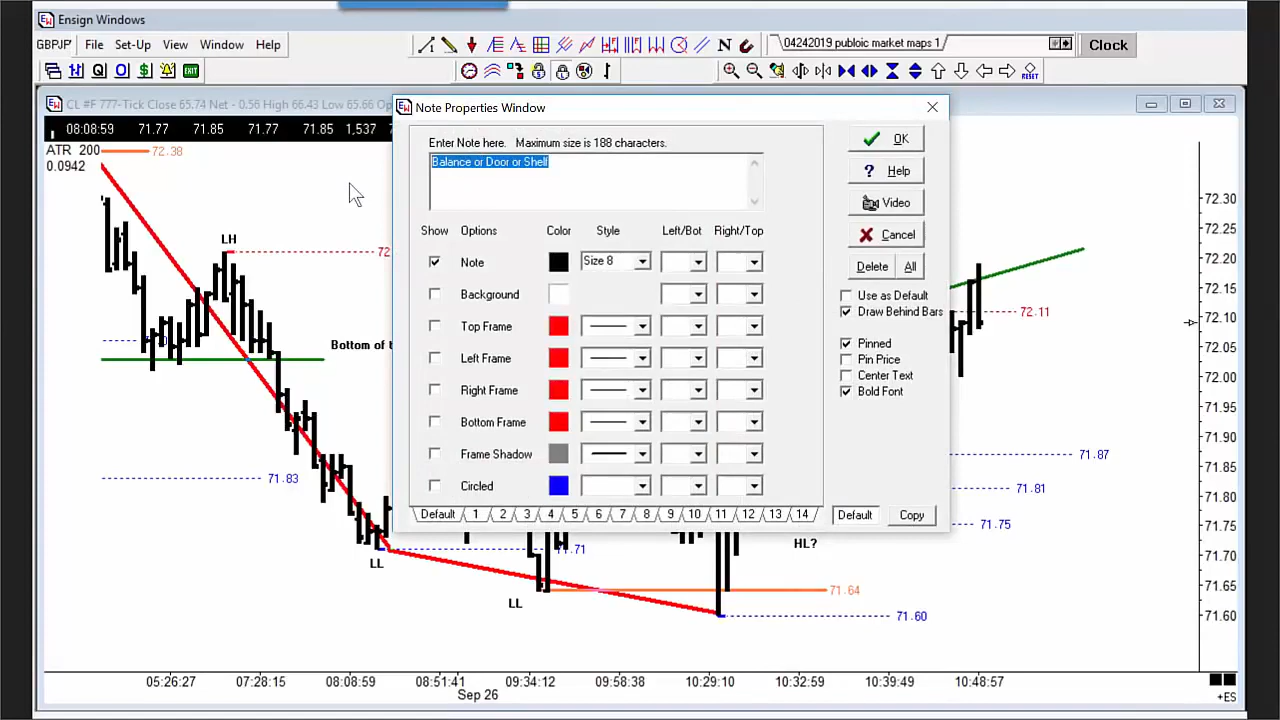 Ensign Windows
GBPJP File Set-Up View Window Help
N
04242019 publoic market maps 1
Clock
Q O $ EXIT
RESET
CL #F 777-Tick Close 65.74 Net - 0.56 High 66.43 Low 65.66 Op
08:08:59 71.77 71.85 71.77 71.85 1,537
ATR 200
0.0942
72.38
LH
72
Bottom of t
71.83
LL
71.71
LL
71.64
71.60
HL?
72.11
71.87
71.81
71.75
Note Properties Window
Enter Note here. Maximum size is 188 characters.
Balance or Door or Shelf
Show Options Color Style Left/Bot Right/Top
Note Size 8
Background
Top Frame
Left Frame
Right Frame
Bottom Frame
Frame Shadow
Circled
Default 1 2 3 4 5 6 7 8 9 10 11 12 13 14
OK
? Help
Video
Cancel
Delete All
Use as Default
Draw Behind Bars
Pinned
Pin Price
Center Text
Bold Font
Default Copy
72.30
72.25
72.20
72.15
72.10
72.05
72.00
71.95
71.90
71.85
71.80
71.75
71.70
71.65
71.60
05:26:27 07:28:15 08:08:59 08:51:41 09:34:12 09:58:38 10:29:10 10:32:59 10:39:49 10:48:57
Sep 26
+ES